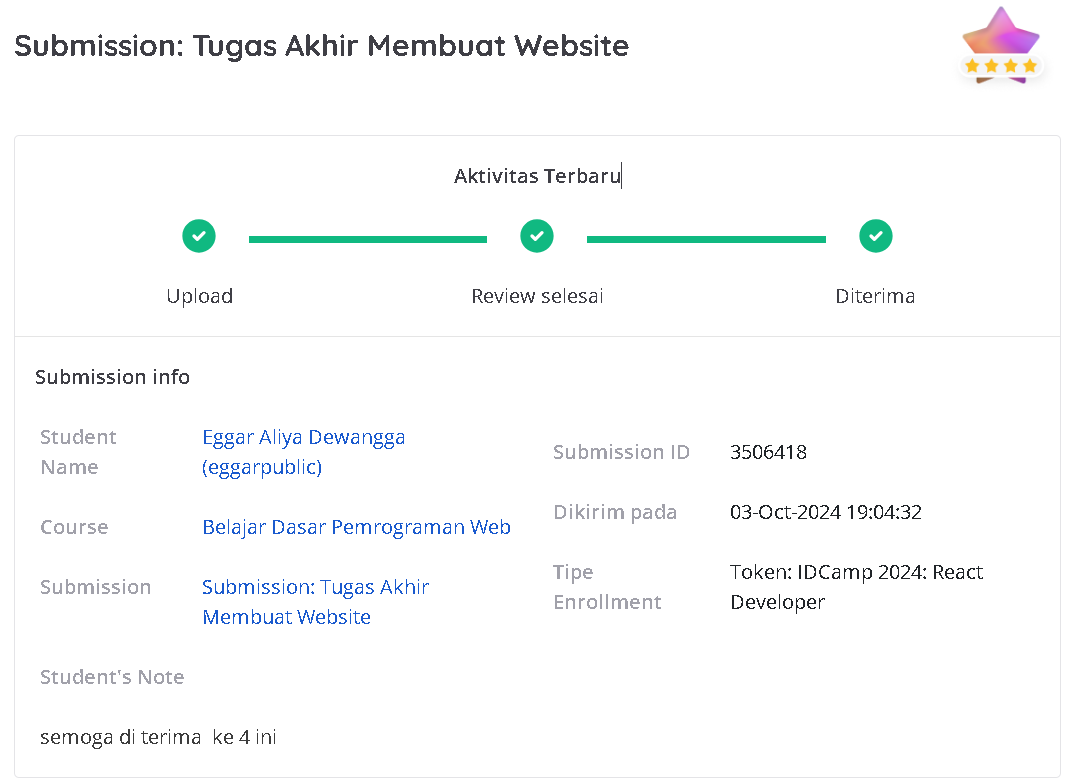 Submission: Tugas Akhir Membuat Website
Aktivitas Terbaru
Upload
Review selesai
Diterima
Submission info
Student
Name
Eggar Aliya Dewangga
(eggarpublic)
Course
Belajar Dasar Pemrograman Web
Submission
Submission: Tugas Akhir
Membuat Website
Submission ID
3506418
Dikirim pada
03-Oct-2024 19:04:32
Tipe
Enrollment
Token: IDCamp 2024: React
Developer
Student's Note
semoga di terima  ke 4 ini